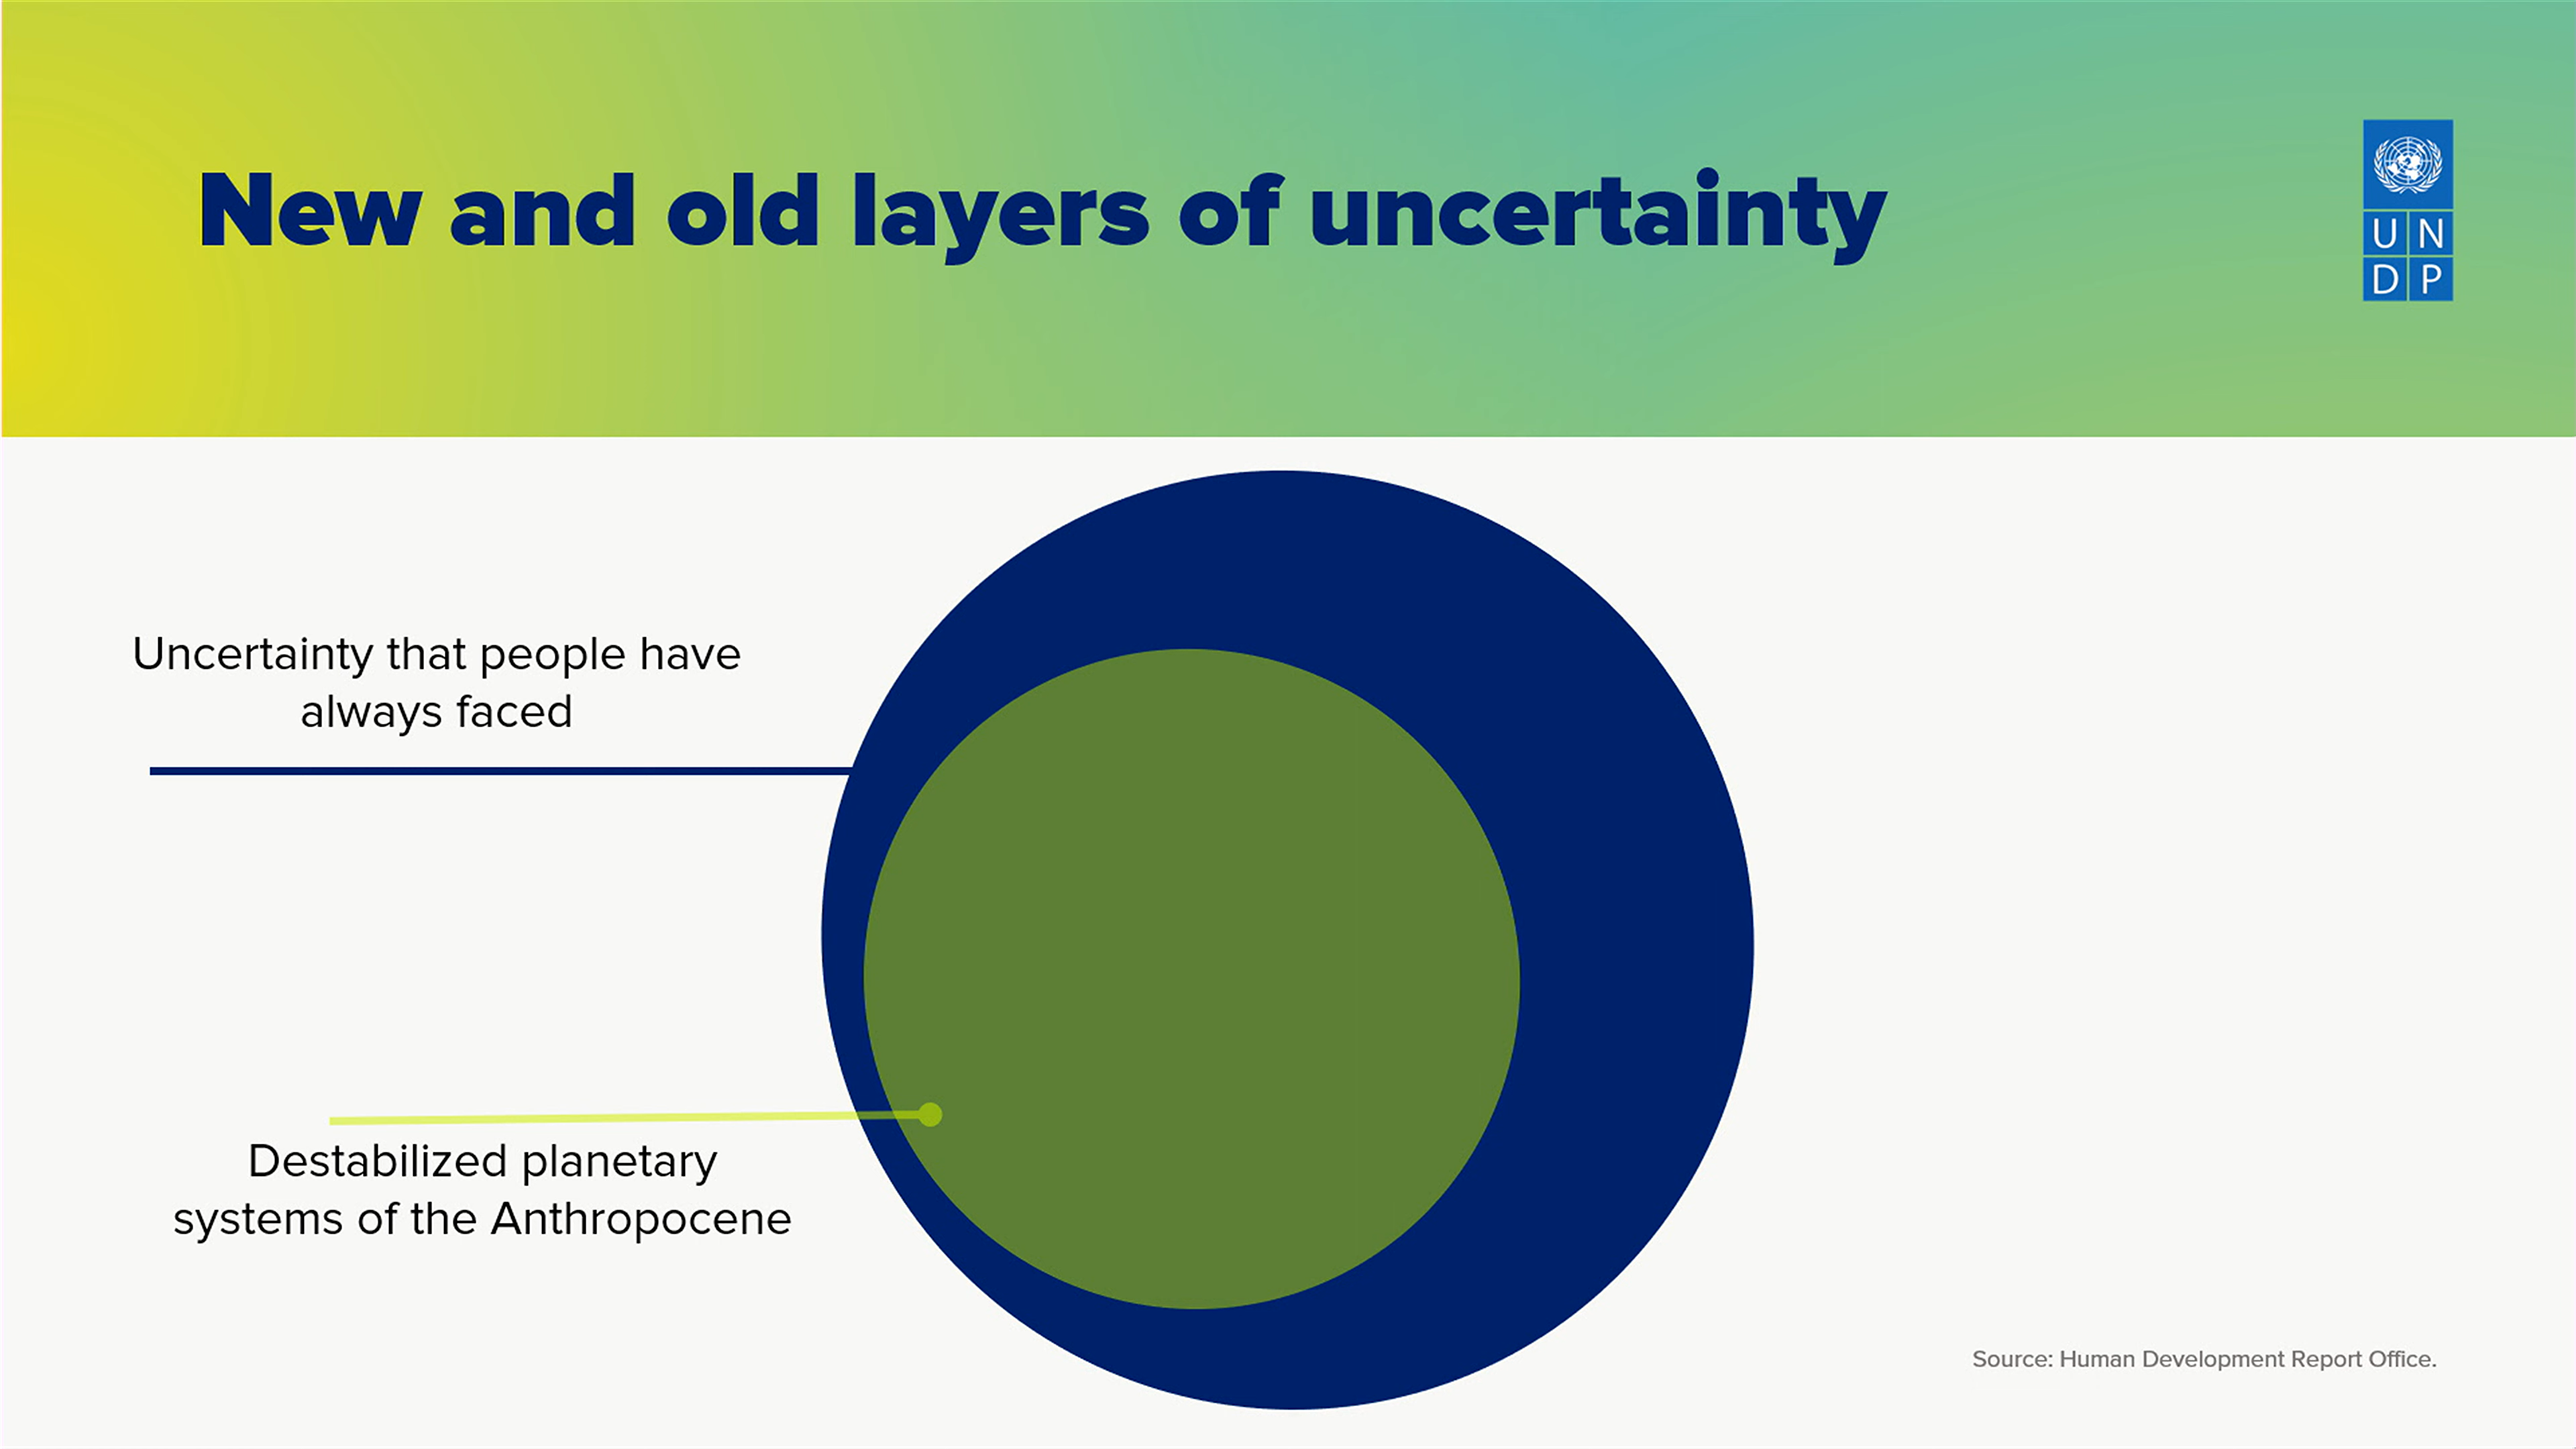 New and old layers of uncertainty
U N
D P
Uncertainty that people have
always faced
Destabilized planetary
systems of the Anthropocene
Source: Human Development Report Office.